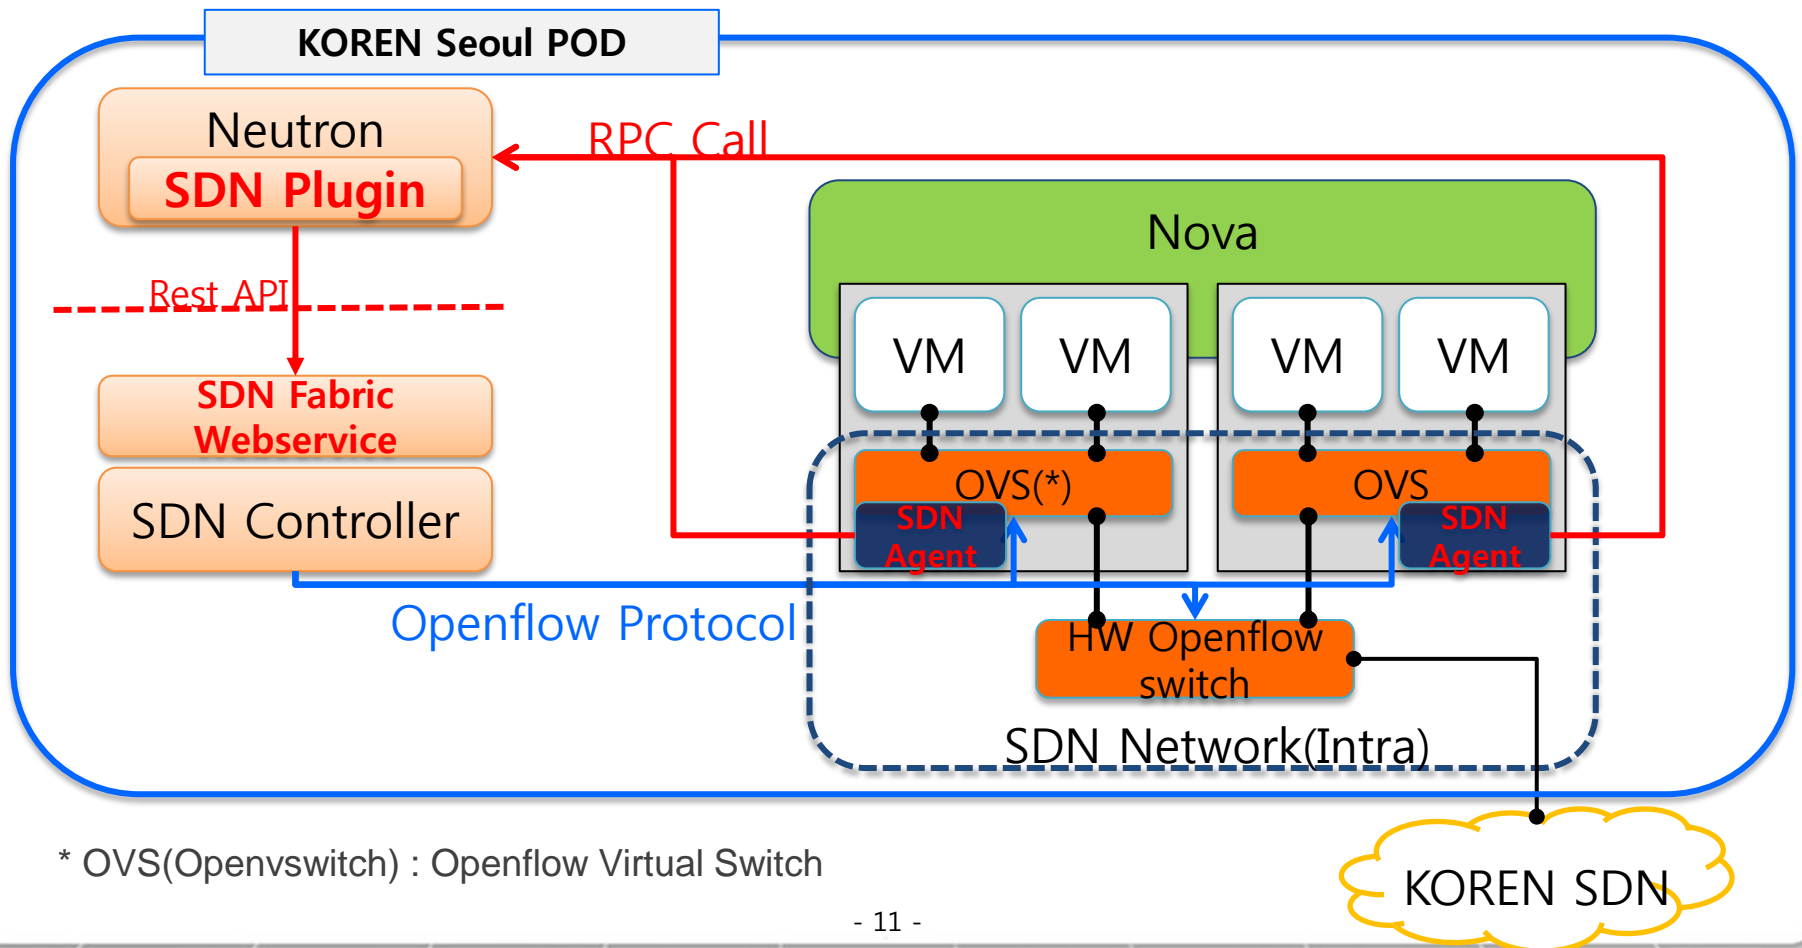 KOREN Seoul POD
Neutron
SDN Plugin
RPC Call
Nova
Rest API
VM
VM
VM
VM
SDN Fabric
Webservice
OVS(*)
OVS
SDN Controller
SDN
Agent
SDN
Agent
Openflow Protocol
HW Openflow
switch
SDN Network(Intra)
* OVS(Openvswitch) : Openflow Virtual Switch
KOREN SDN
- 11 -